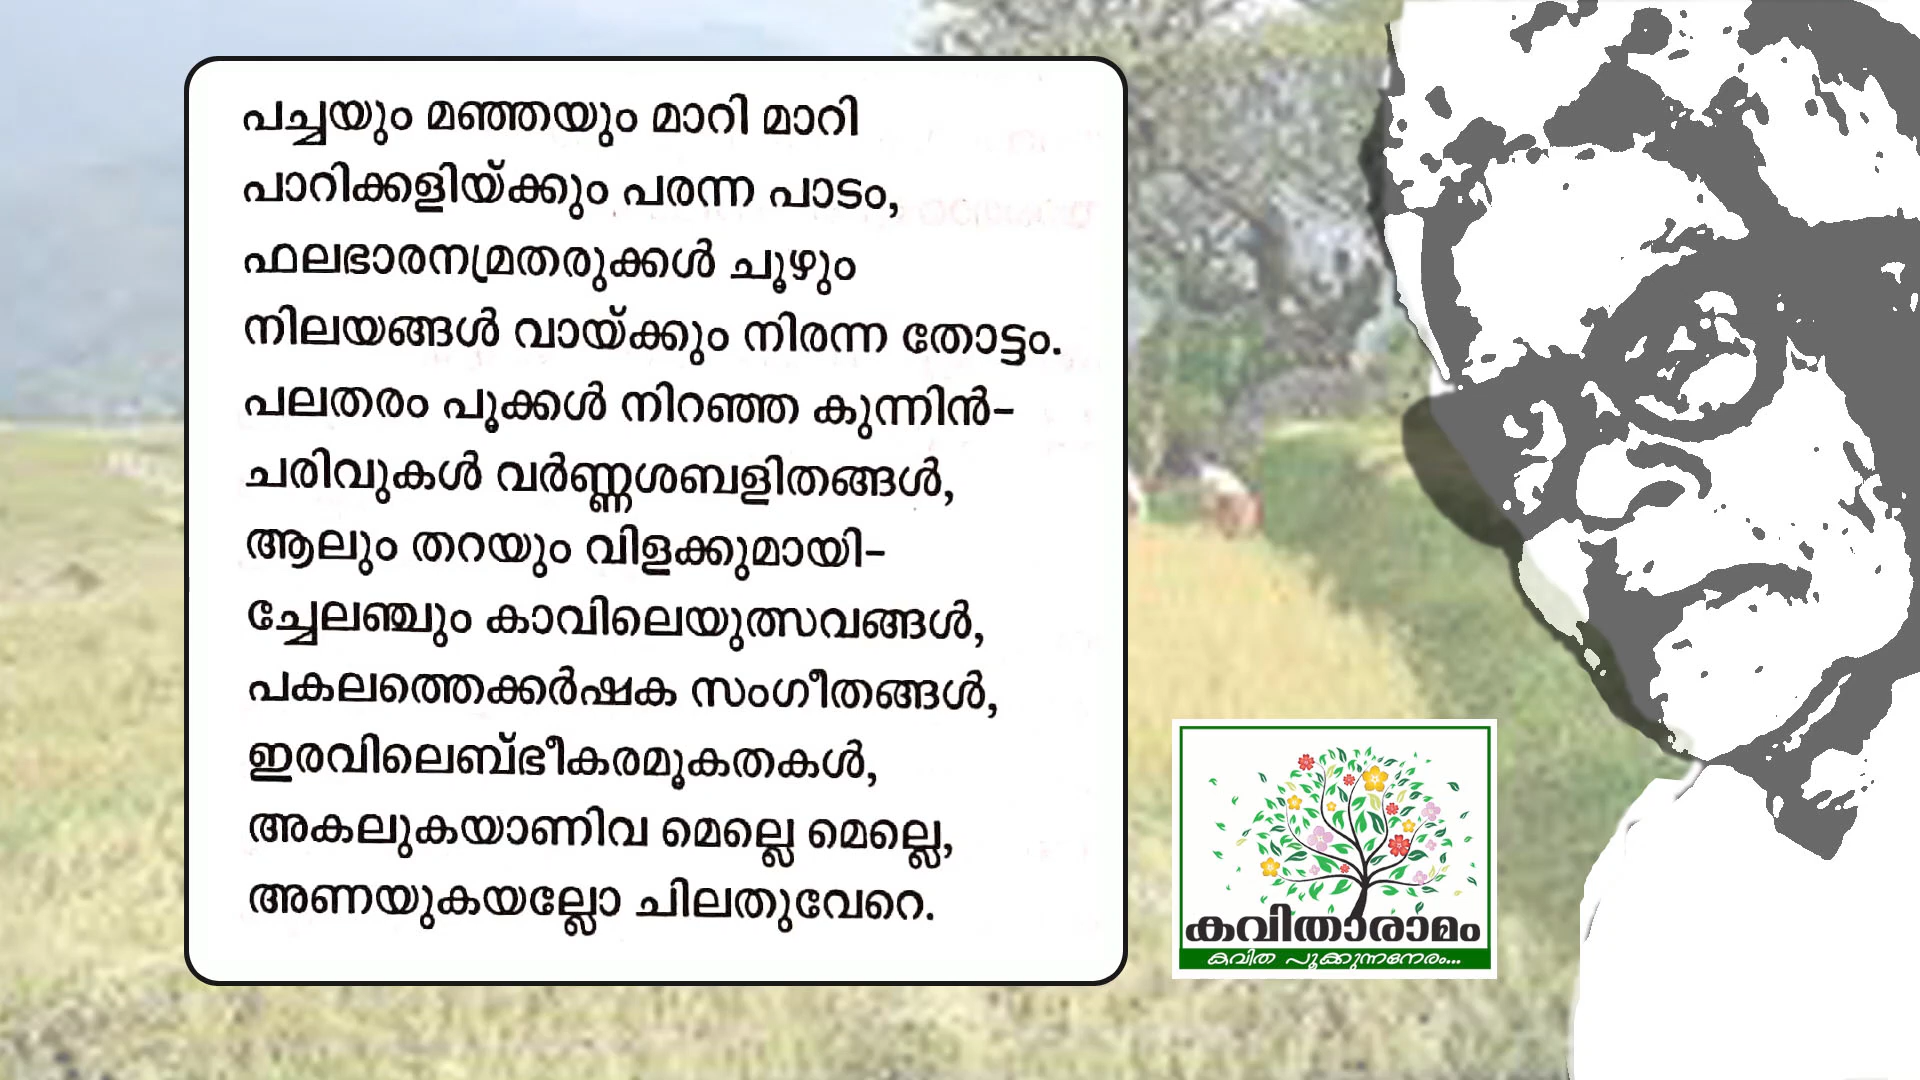 പച്ചയും മഞ്ഞയും മാറി മാറി
പാറിക്കളിയ്ക്കും പരന്ന പാടം,
ഫലഭാരനമ്രതരുക്കൾ ചൂഴും
നിലയങ്ങൾ വായ്ക്കും നിരന്ന തോട്ടം.
പലതരം പൂക്കൾ നിറഞ്ഞ കുന്നിൻ–
ചരിവുകൾ വർണ്ണശബളിതങ്ങൾ,
ആലും തറയും വിളക്കുമായി–
ച്ചേലഞ്ചും കാവിലെയുത്സവങ്ങൾ,
പകലത്തെക്കർഷക സംഗീതങ്ങൾ,
ഇരവിലെബ്ഭീകരമൂകതകൾ,
അകലുകയാണിവ മെല്ലെ മെല്ലെ,
അണയുകയല്ലോ ചിലതുവേറെ.
കവിതാരാമം
കവിത പൂക്കുന്നനേരം...